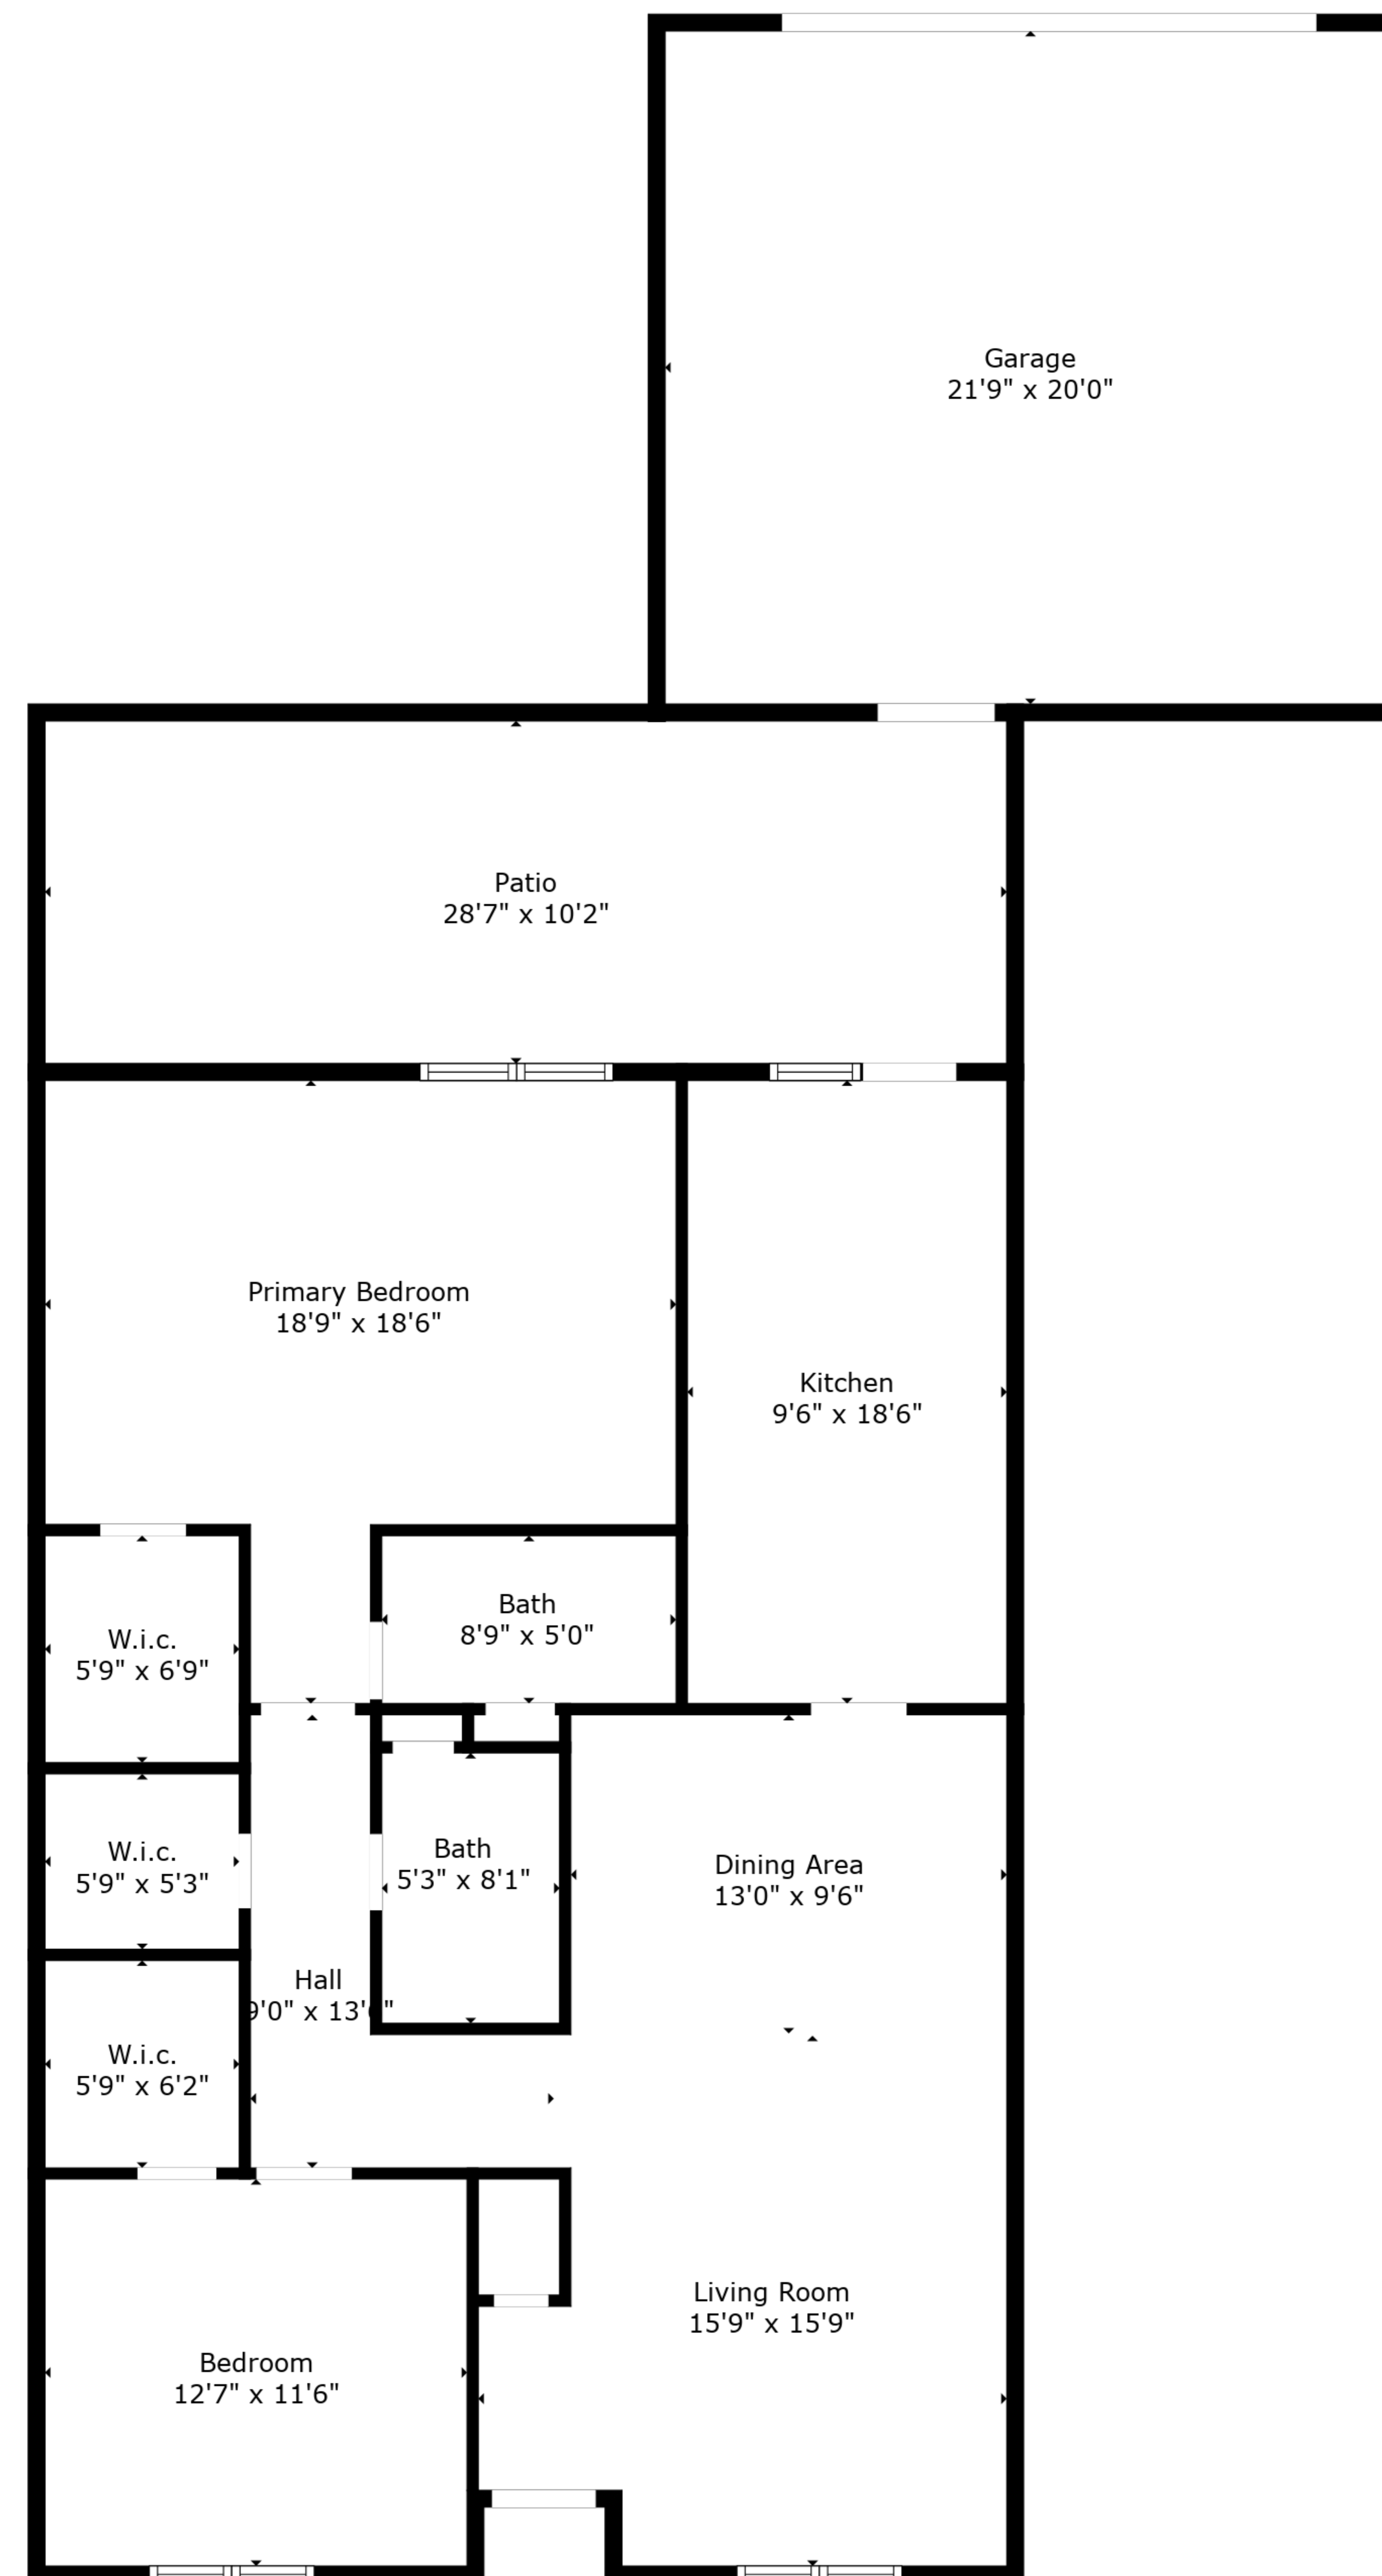 Garage
21'9" x 20'0"
Patio
28'7" x 10'2"
Primary Bedroom
18'9" x 18'6"
Kitchen
9'6" x 18'6"
Bath
8'9" x 5'0"
W.i.c.
5'9" x 6'9"
W.i.c.
5'9" x 5'3"
Bath
5'3" x 8'1"
Dining Area
13'0" x 9'6"
Hall
9'0" x
W.i.c.
5'9" x 6'2"
Living Room
15'9" x 15'9"
Bedroom
12'7" x 11'6"